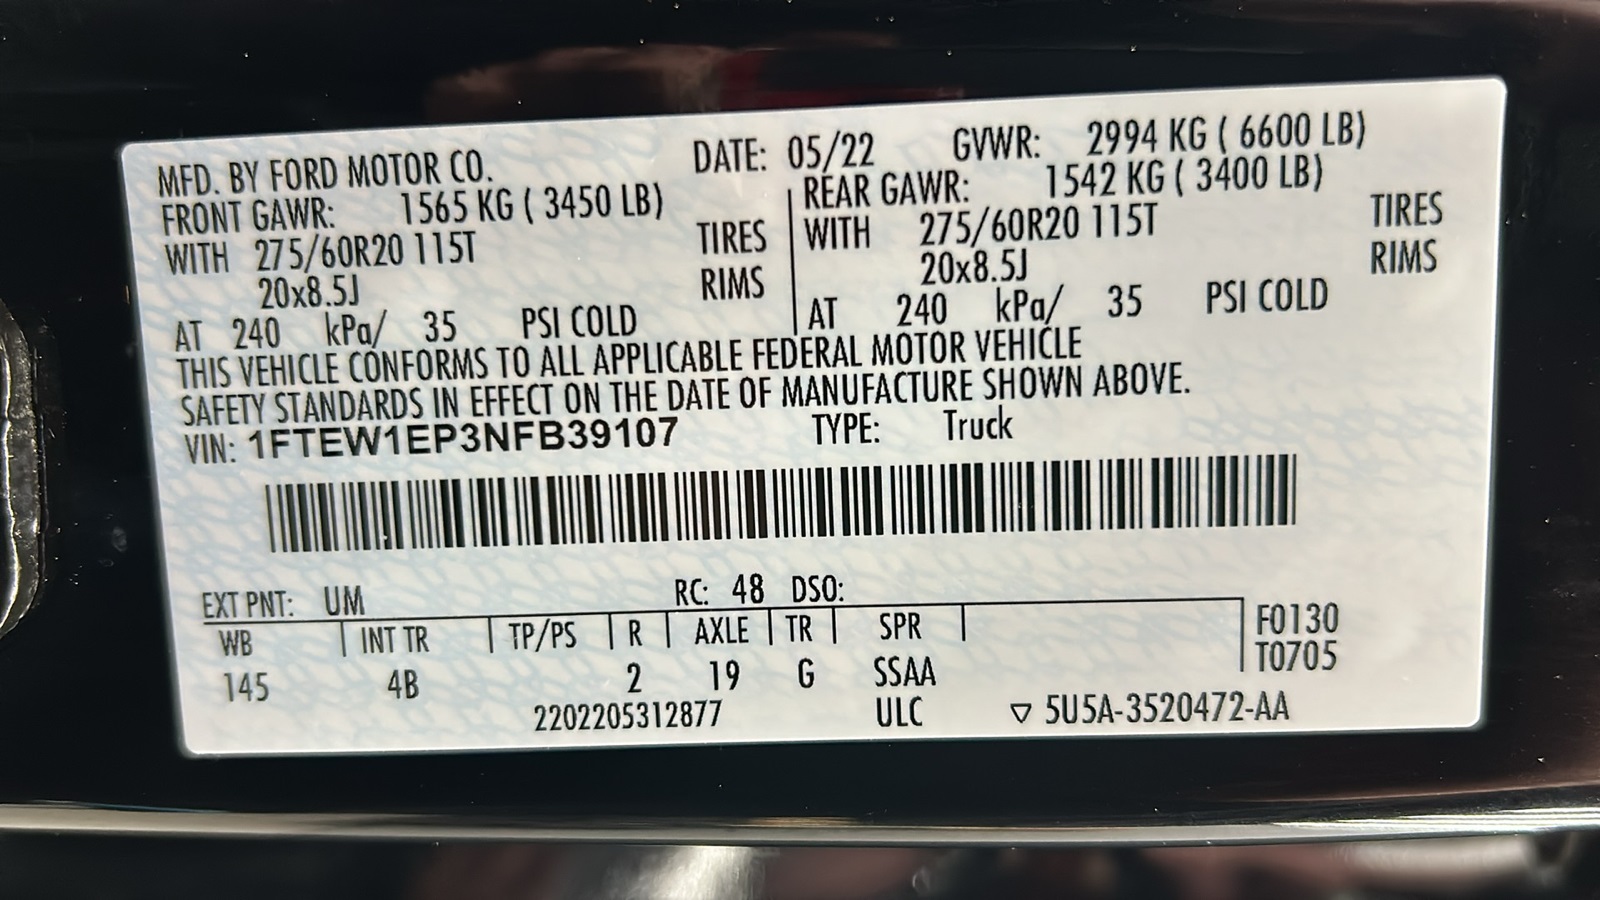 MFD. BY FORD MOTOR CO. DATE: 05/22 GVWR: 2994 KG ( 6600 LB)
FRONT GAWR: 1565 KG ( 3450 LB) REAR GAWR: 1542 KG ( 3400 LB)
WITH 275/60R20 115T TIRES WITH 275/60R20 115T TIRES
20x8.5J RIMS 20x8.5J RIMS
AT 240 kPa/ 35 PSI COLD AT 240 kPa/ 35 PSI COLD
THIS VEHICLE CONFORMS TO ALL APPLICABLE FEDERAL MOTOR VEHICLE
SAFETY STANDARDS IN EFFECT ON THE DATE OF MANUFACTURE SHOWN ABOVE.
VIN: 1FTEW1EP3NFB39107 TYPE: Truck
EXT PNT: UM RC: 48 DSO:
WB INT TR TP/PS R AXLE TR SPR F0130
145 4B 2 19 G SSAA T0705
2202205312877 ULC ▽ 5U5A-3520472-AA